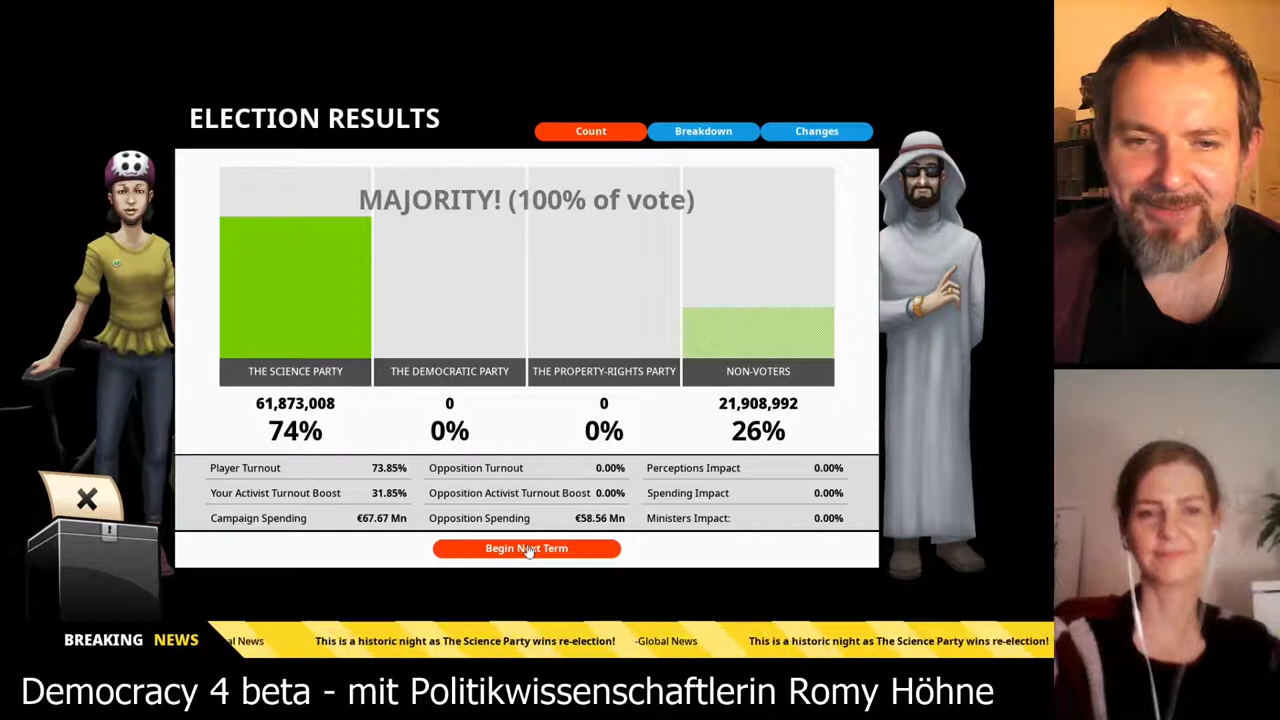 ELECTION RESULTS
Count
Breakdown
Changes
MAJORITY! (100% of vote)
THE SCIENCE PARTY
THE DEMOCRATIC PARTY
THE PROPERTY-RIGHTS PARTY
NON-VOTERS
61,873,008
0
0
21,908,992
74%
0%
0%
26%
Player Turnout 73.85%
Opposition Turnout 0.00%
Perceptions Impact 0.00%
Your Activist Turnout Boost 31.85%
Opposition Activist Turnout Boost 0.00%
Spending Impact 0.00%
Campaign Spending €67.67 Mn
Opposition Spending €58.56 Mn
Ministers Impact: 0.00%
Begin Next Term
BREAKING NEWS
al News This is a historic night as The Science Party wins re-election! -Global News This is a historic night as The Science Party wins re-election!
Democracy 4 beta - mit Politikwissenschaftlerin Romy Höhne